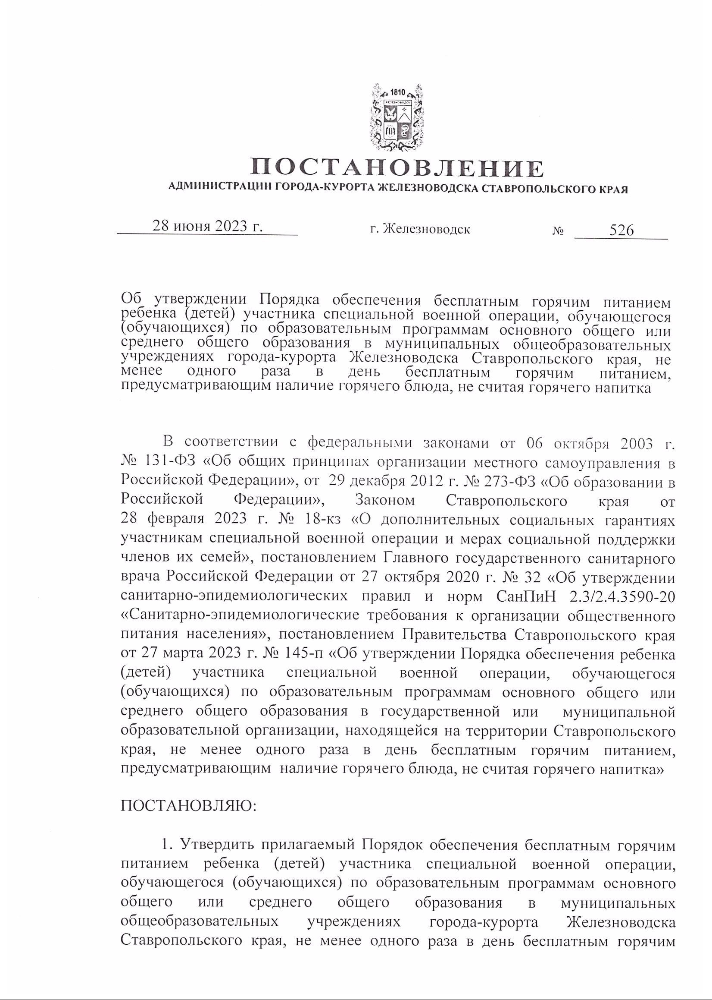 1810
ЖЕЛЕЗНОВОДСК
ПОСТАНОВЛЕНИЕ
АДМИНИСТРАЦИИ ГОРОДА-КУРОРТА ЖЕЛЕЗНОВОДСКА СТАВРОПОЛЬСКОГО КРАЯ
28 июня 2023 г. г. Железноводск № 526
Об утверждении Порядка обеспечения бесплатным горячим питанием
ребенка (детей) участника специальной военной операции, обучающегося
(обучающихся) по образовательным программам основного общего или
среднего общего образования в муниципальных общеобразовательных
учреждениях города-курорта Железноводска Ставропольского края, не
менее одного раза в день бесплатным горячим питанием,
предусматривающим наличие горячего блюда, не считая горячего напитка
В соответствии с федеральными законами от 06 октября 2003 г.
№ 131-ФЗ «Об общих принципах организации местного самоуправления в
Российской Федерации», от 29 декабря 2012 г. № 273-ФЗ «Об образовании в
Российской Федерации», Законом Ставропольского края от
28 февраля 2023 г. № 18-кз «О дополнительных социальных гарантиях
участникам специальной военной операции и мерах социальной поддержки
членов их семей», постановлением Главного государственного санитарного
врача Российской Федерации от 27 октября 2020 г. № 32 «Об утверждении
санитарно-эпидемиологических правил и норм СанПиН 2.3/2.4.3590-20
«Санитарно-эпидемиологические требования к организации общественного
питания населения», постановлением Правительства Ставропольского края
от 27 марта 2023 г. № 145-п «Об утверждении Порядка обеспечения ребенка
(детей) участника специальной военной операции, обучающегося
(обучающихся) по образовательным программам основного общего или
среднего общего образования в государственной или муниципальной
образовательной организации, находящейся на территории Ставропольского
края, не менее одного раза в день бесплатным горячим питанием,
предусматривающим наличие горячего блюда, не считая горячего напитка»
ПОСТАНОВЛЯЮ:
1. Утвердить прилагаемый Порядок обеспечения бесплатным горячим
питанием ребенка (детей) участника специальной военной операции,
обучающегося (обучающихся) по образовательным программам основного
общего или среднего общего образования в муниципальных
общеобразовательных учреждениях города-курорта Железноводска
Ставропольского края, не менее одного раза в день бесплатным горячим